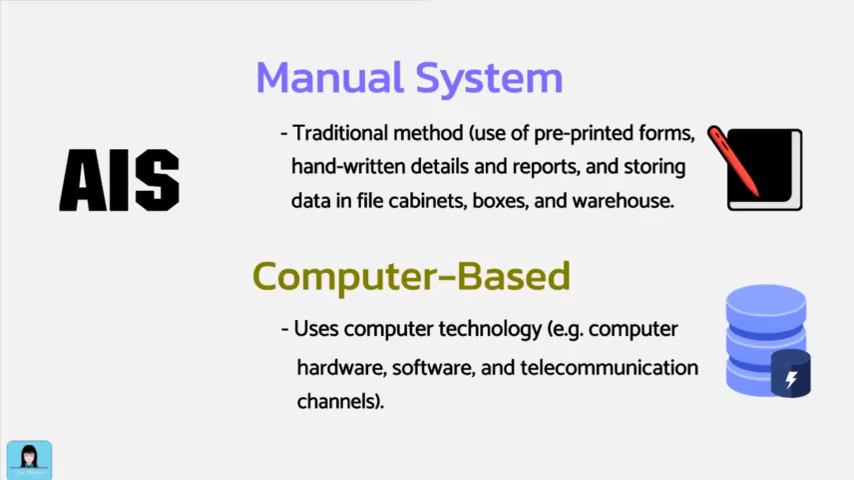 Manual System
- Traditional method (use of pre-printed forms,
hand-written details and reports, and storing
data in file cabinets, boxes, and warehouse.
AIS
Computer-Based
- Uses computer technology (e.g. computer
hardware, software, and telecommunication
channels).